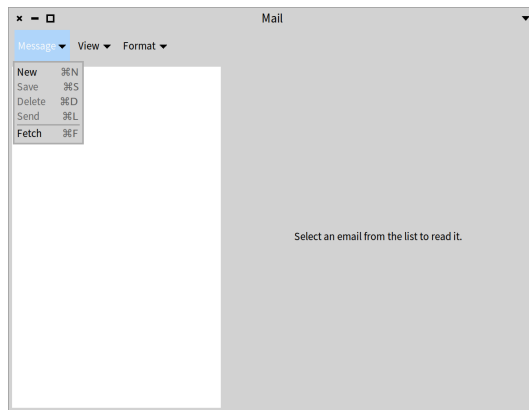 Mail
Message View Format
New ⌘N
Save ⌘S
Delete ⌘D
Send ⌘L
Fetch ⌘F
Select an email from the list to read it.